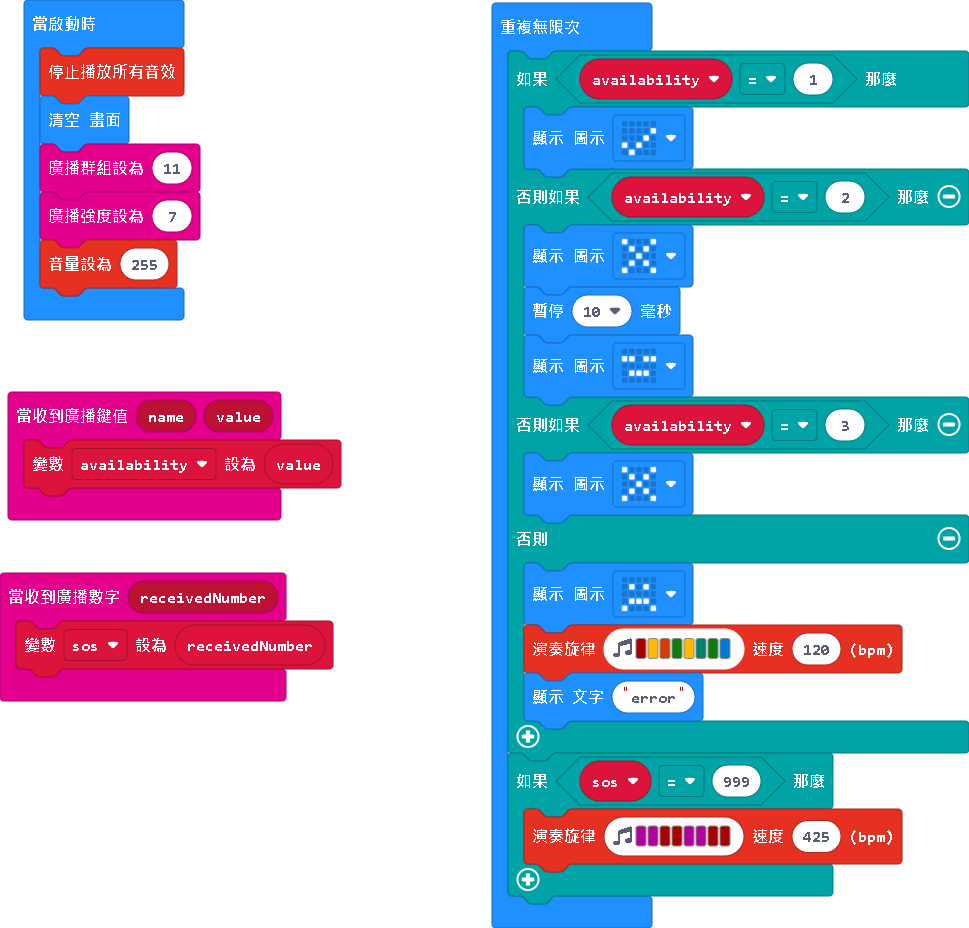 當啟動時
停止播放所有音效
清空 畫面
廣播群組設為 11
廣播強度設為 7
音量設為 255
當收到廣播鍵值 name value
變數 availability 設為 value
當收到廣播數字 receivedNumber
變數 sos 設為 receivedNumber
重複無限次
如果 availability = 1 那麼
顯示 圖示
否則如果 availability = 2 那麼
顯示 圖示
暫停 10 毫秒
顯示 圖示
否則如果 availability = 3 那麼
顯示 圖示
否則
顯示 圖示
演奏旋律 速度 120 (bpm)
顯示 文字 "error"
如果 sos = 999 那麼
演奏旋律 速度 425 (bpm)